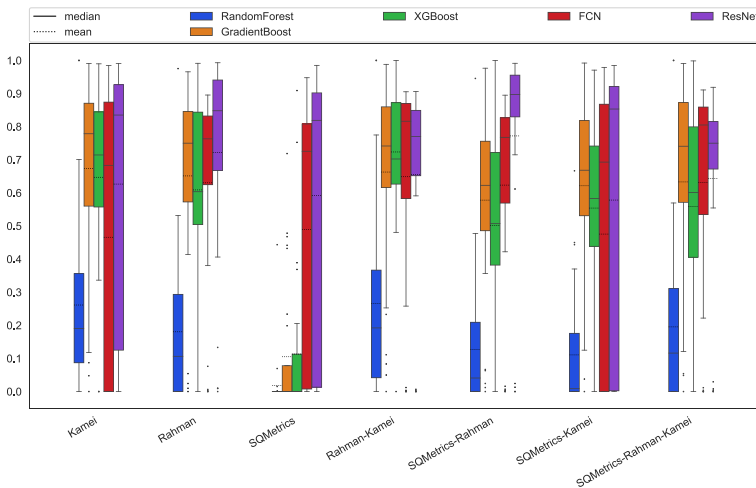 median RandomForest XGBoost FCN ResNe
mean GradientBoost
1.0
0.9
0.8
0.7
0.6
0.5
0.4
0.3
0.2
0.1
0.0
Kamei
Rahman
SQMetrics
Rahman-Kamei
SQMetrics-Rahman
SQMetrics-Kamei
SQMetrics-Rahman-Kamei